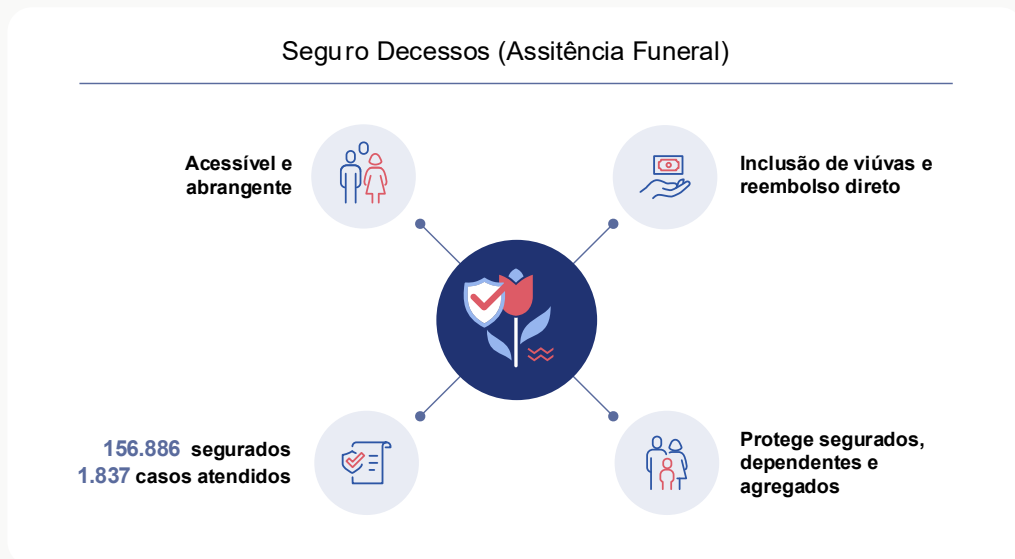 Seguro Decessos (Assitência Funeral)
Acessível e
abrangente
Inclusão de viúvas e
reembolso direto
156.886 segurados
1.837 casos atendidos
Protege segurados,
dependentes e
agregados